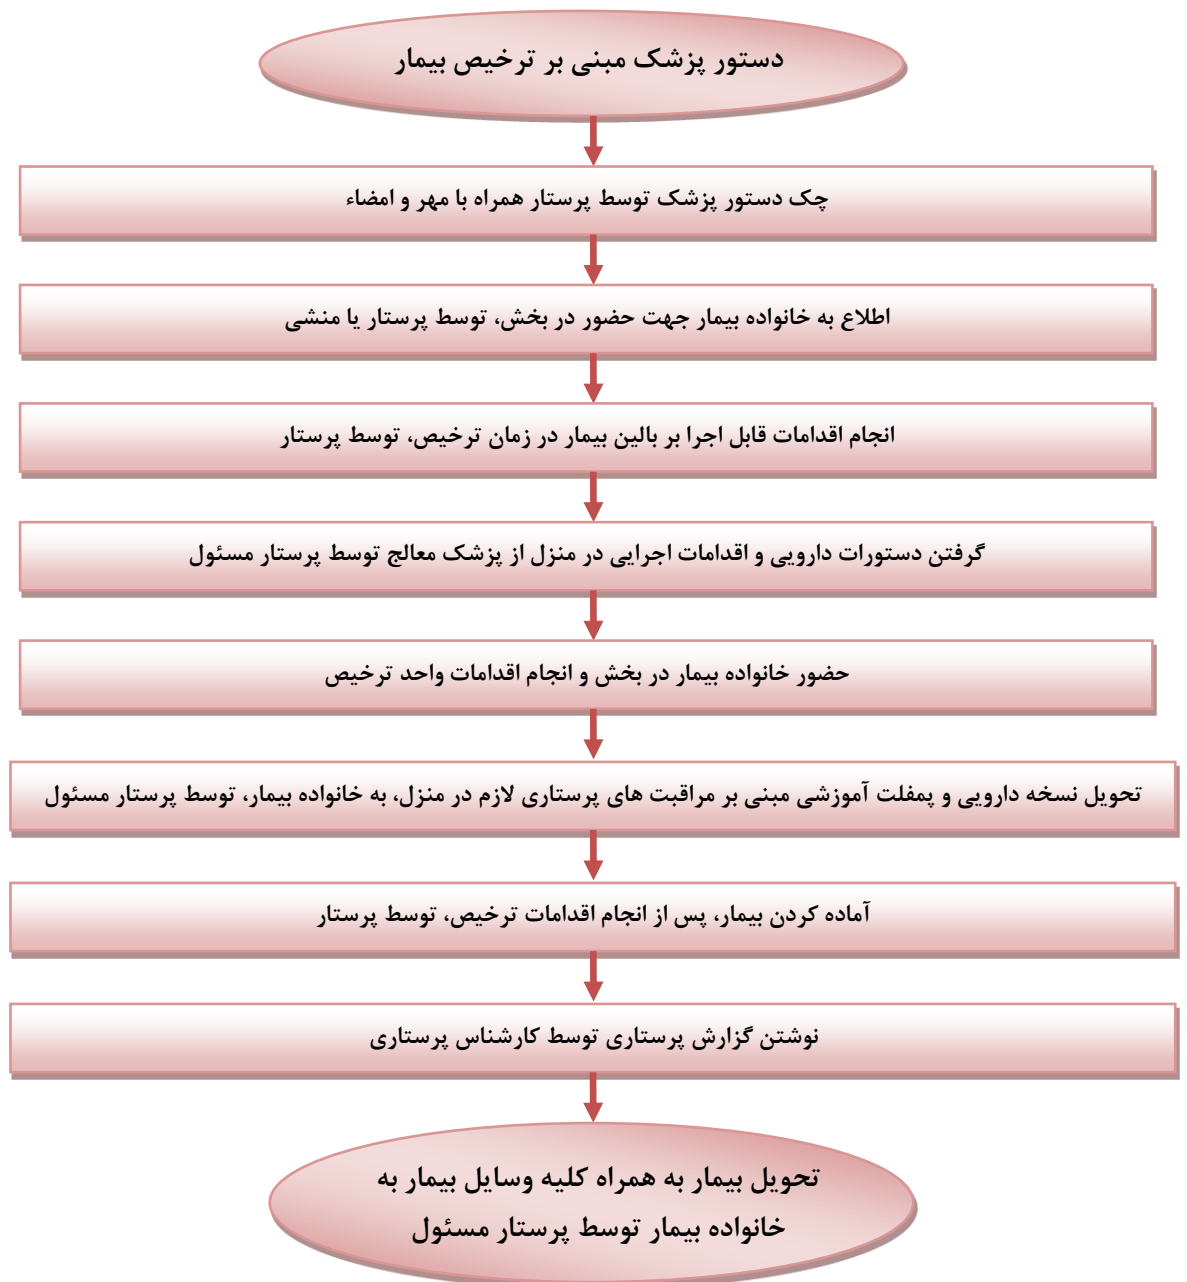 دستور پزشک مبنی بر ترخیص بیمار
چک دستور پزشک توسط پرستار همراه با مهر و امضاء
اطلاع به خانواده بیمار جهت حضور در بخش، توسط پرستار یا منشی
انجام اقدامات قابل اجرا بر بالین بیمار در زمان ترخیص، توسط پرستار
گرفتن دستورات دارویی و اقدامات اجرایی در منزل از پزشک معالج توسط پرستار مسئول
حضور خانواده بیمار در بخش و انجام اقدامات واحد ترخیص
تحویل نسخه دارویی و پمفلت آموزشی مبنی بر مراقبت های پرستاری لازم در منزل، به خانواده بیمار، توسط پرستار مسئول
آماده کردن بیمار، پس از انجام اقدامات ترخیص، توسط پرستار
نوشتن گزارش پرستاری توسط کارشناس پرستاری
تحویل بیمار به همراه کلیه وسایل بیمار به
خانواده بیمار توسط پرستار مسئول